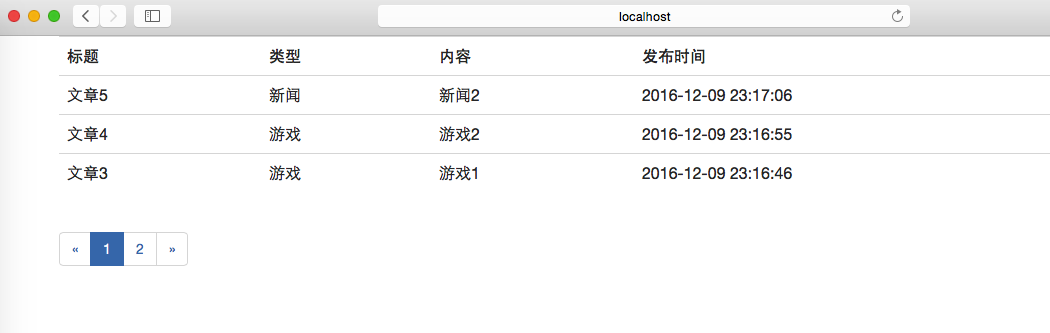 localhost
标题 类型 内容 发布时间
文章5 新闻 新闻2 2016-12-09 23:17:06
文章4 游戏 游戏2 2016-12-09 23:16:55
文章3 游戏 游戏1 2016-12-09 23:16:46
« 1 2 »